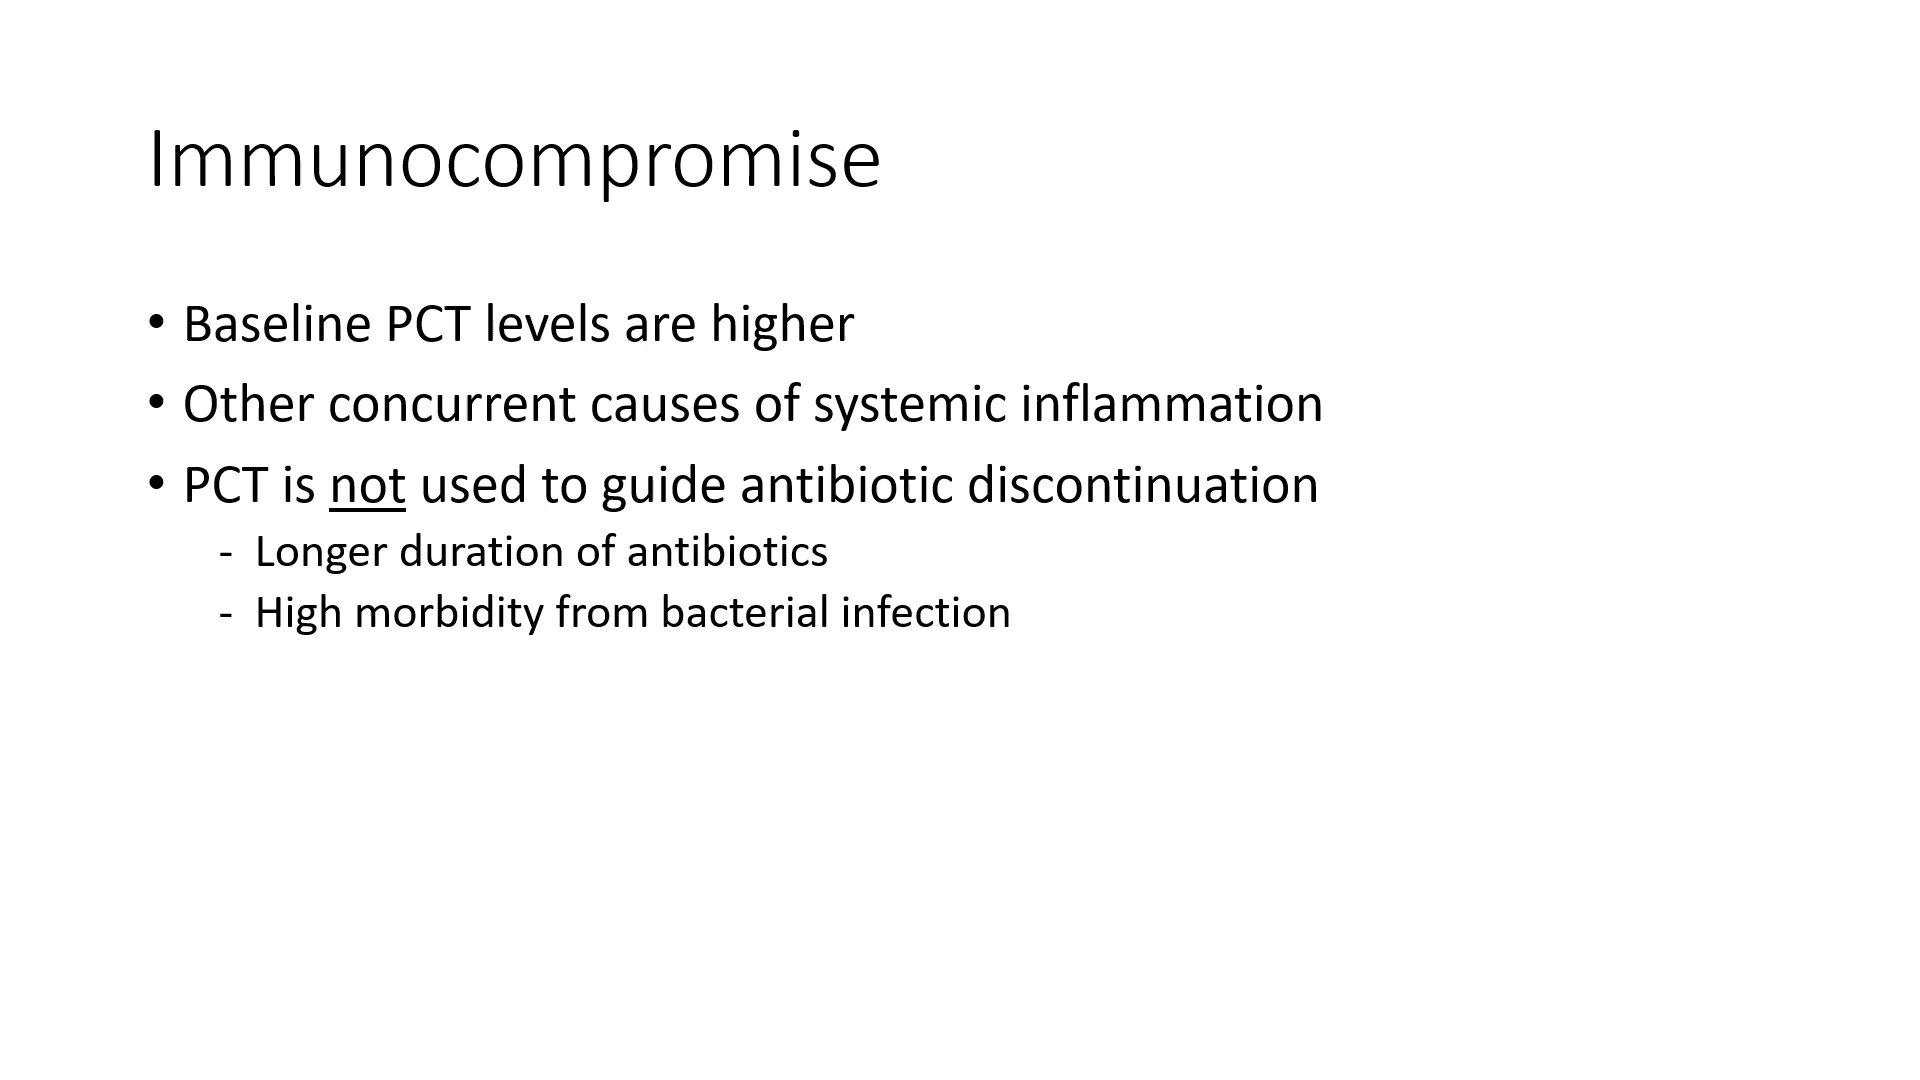 Immunocompromise
• Baseline PCT levels are higher
• Other concurrent causes of systemic inflammation
• PCT is not used to guide antibiotic discontinuation
- Longer duration of antibiotics
- High morbidity from bacterial infection